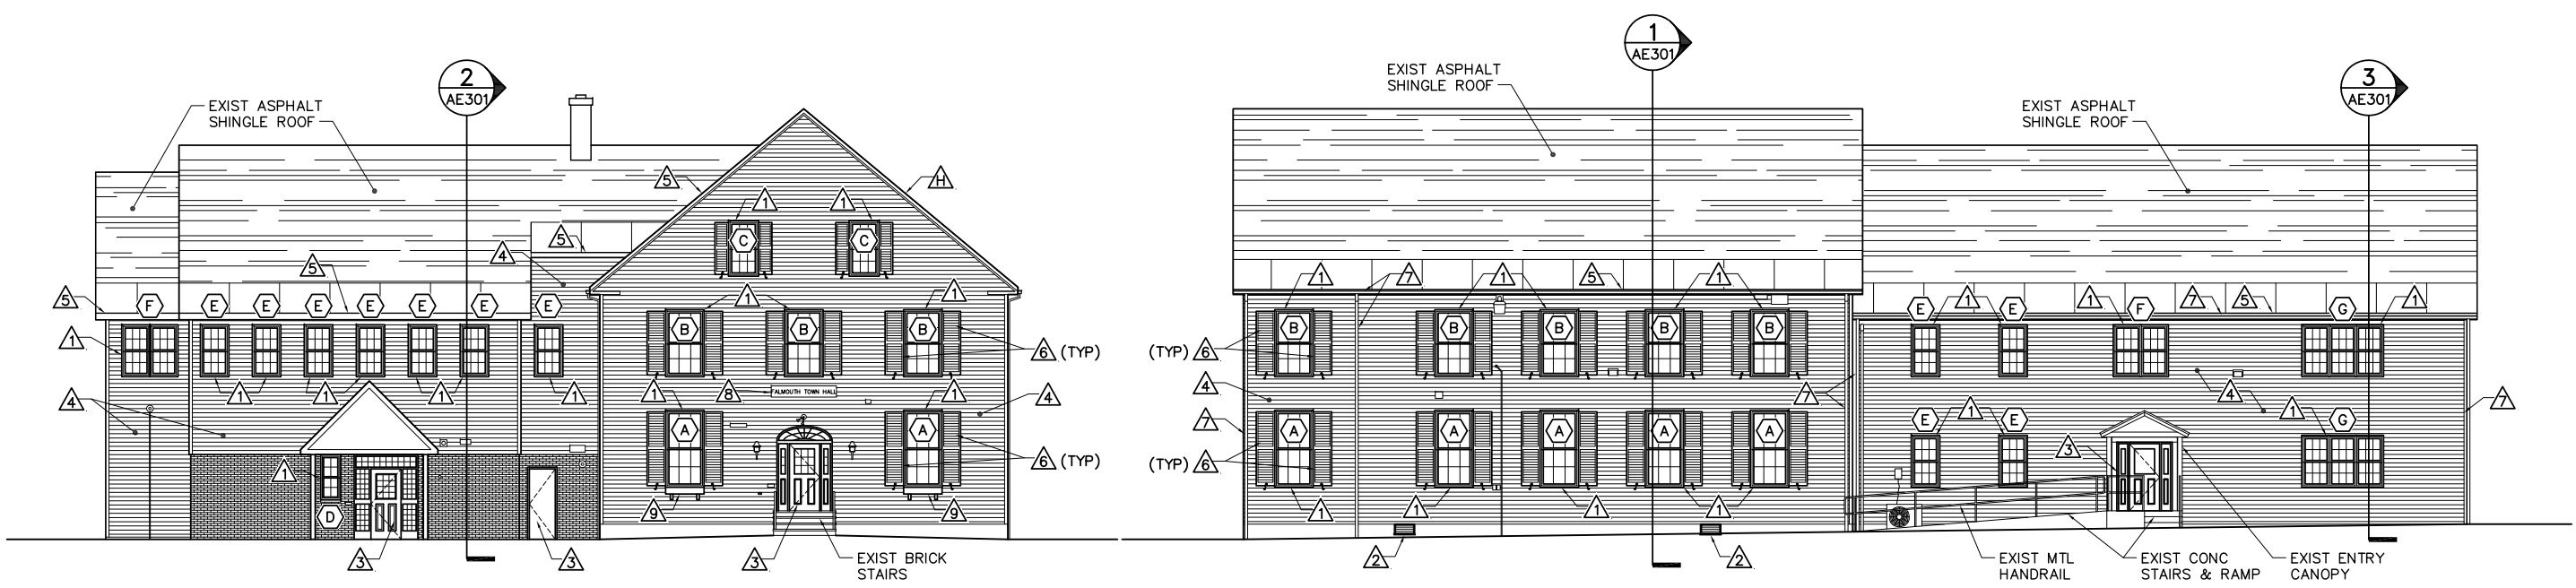 2
AE301
EXIST ASPHALT
SHINGLE ROOF
5
H
1
1
C
C
5
4
5
5
F
E
E
E
E
E
E
E
1
1
B
B
B
1
6 (TYP)
1
1
1
1
1
8
FALMOUTH TOWN HALL
1
1
4
4
A
A
6 (TYP)
1
D
9
9
3
3
3
EXIST BRICK
STAIRS
1
AE301
EXIST ASPHALT
SHINGLE ROOF
3
AE301
EXIST ASPHALT
SHINGLE ROOF
1
7
1
5
1
E
1
E
1
F
7
5
G
1
B
B
B
B
B
(TYP) 6
4
7
4
7
7
A
A
A
A
A
E
1
E
1
G
(TYP) 6
3
1
1
1
1
2
2
EXIST MTL
HANDRAIL
EXIST CONC
STAIRS & RAMP
EXIST ENTRY
CANOPY